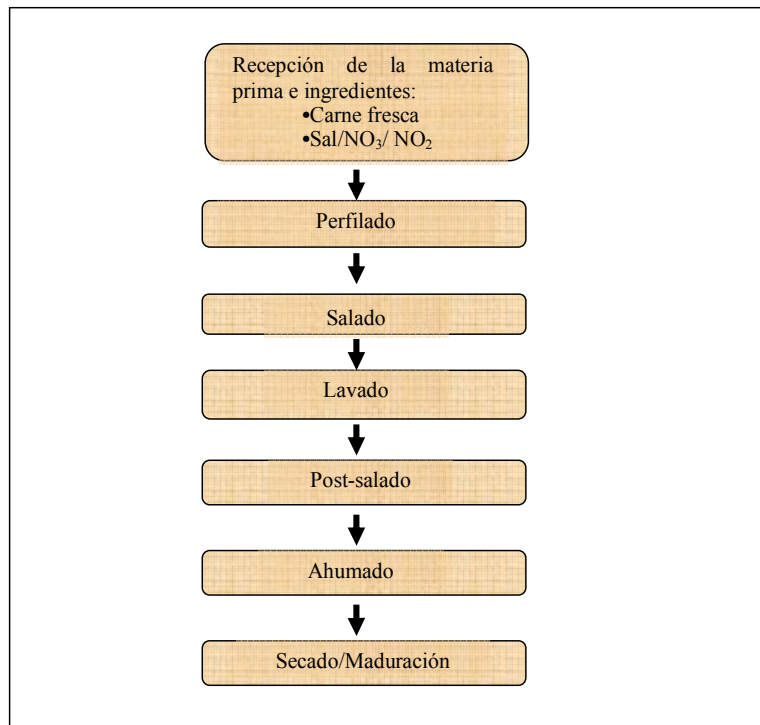 Recepción de la materia
prima e ingredientes:
•Carne fresca
•Sal/NO₃/ NO₂
Perfilado
Salado
Lavado
Post-salado
Ahumado
Secado/Maduración